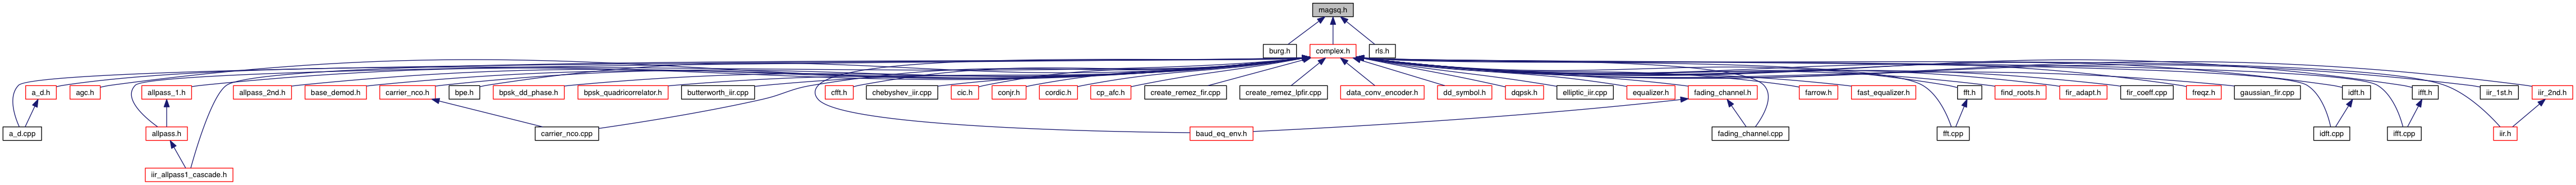 magsq.h
burg.h
complex.h
rls.h
a_d.h
agc.h
allpass_1.h
allpass_2nd.h
base_demod.h
carrier_nco.h
bpe.h
bpsk_dd_phase.h
bpsk_quadricorrelator.h
butterworth_iir.cpp
cfft.h
chebyshev_iir.cpp
cic.h
conjr.h
cordic.h
cp_afc.h
create_remez_fir.cpp
create_remez_lpfir.cpp
data_conv_encoder.h
dd_symbol.h
dqpsk.h
elliptic_iir.cpp
equalizer.h
fading_channel.h
farrow.h
fast_equalizer.h
fft.h
find_roots.h
fir_adapt.h
fir_coeff.cpp
freqz.h
gaussian_fir.cpp
idft.h
ifft.h
iir_1st.h
iir_2nd.h
a_d.cpp
allpass.h
carrier_nco.cpp
baud_eq_env.h
fading_channel.cpp
fft.cpp
idft.cpp
ifft.cpp
iir.h
iir_allpass1_cascade.h